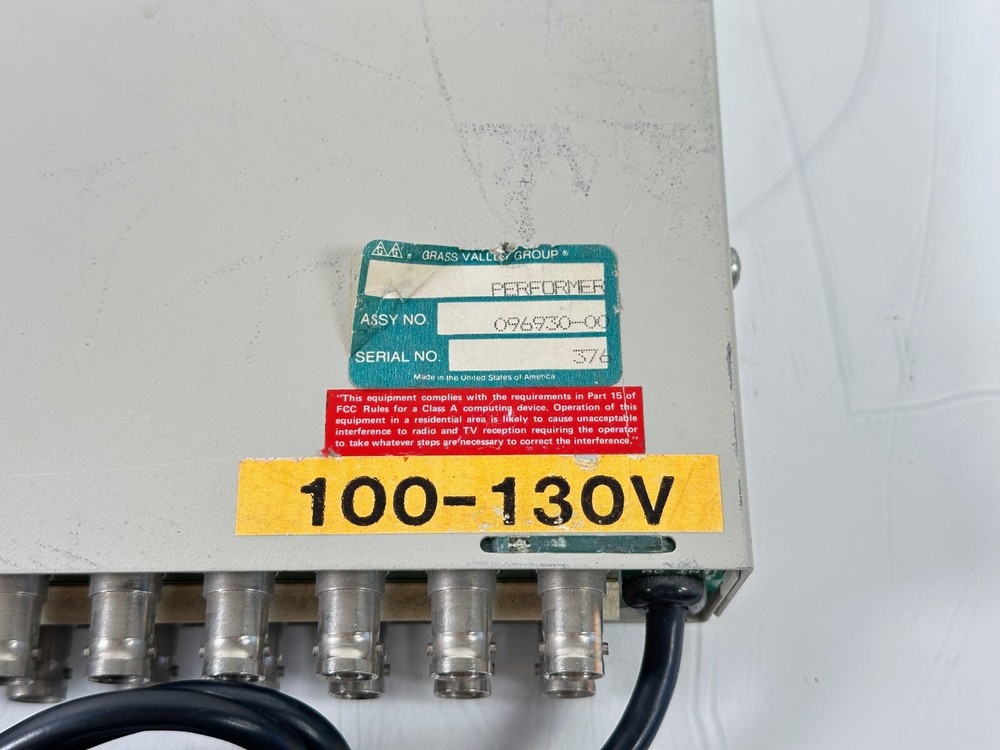 GRASS VALLEY GROUP ®
PERFORMER
ASSY NO. 096930-00
SERIAL NO. 376
Made in the United States of America
"This equipment complies with the requirements in Part 15 of
FCC Rules for a Class A computing device. Operation of this
equipment in a residential area is likely to cause unacceptable
interference to radio and TV reception requiring the operator
to take whatever steps are necessary to correct the interference."
100-130V